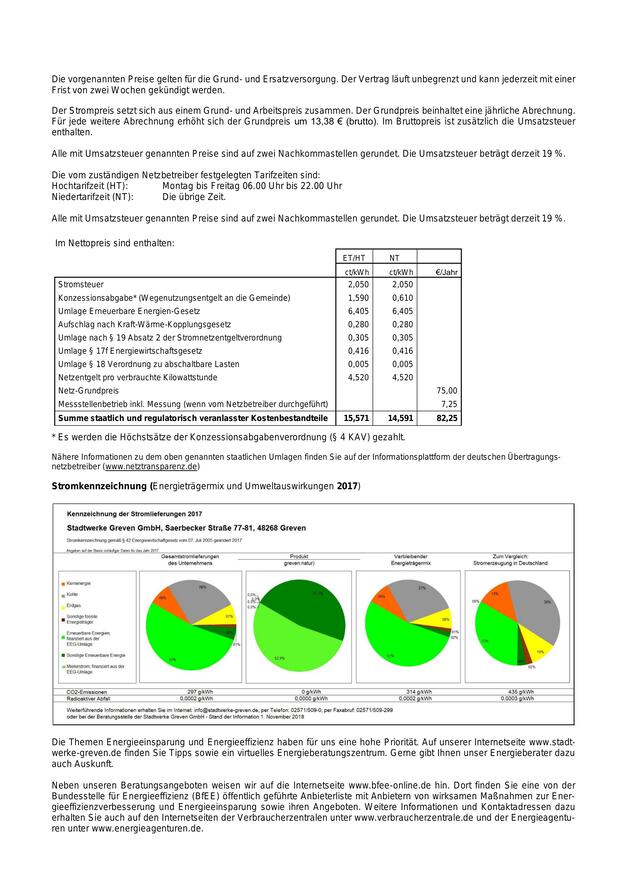 Die vorgenannten Preise gelten für die Grund- und Ersatzversorgung. Der Vertrag läuft unbegrenzt und kann jederzeit mit einer
Frist von zwei Wochen gekündigt werden.
Der Strompreis setzt sich aus einem Grund- und Arbeitspreis zusammen. Der Grundpreis beinhaltet eine jährliche Abrechnung.
Für jede weitere Abrechnung erhöht sich der Grundpreis um 13,38 € (brutto). Im Bruttopreis ist zusätzlich die Umsatzsteuer
enthalten.
Alle mit Umsatzsteuer genannten Preise sind auf zwei Nachkommastellen gerundet. Die Umsatzsteuer beträgt derzeit 19 %.
Die vom zuständigen Netzbetreiber festgelegten Tarifzeiten sind:
Hochtarifzeit (HT): Montag bis Freitag 06.00 Uhr bis 22.00 Uhr
Niedertarifzeit (NT): Die übrige Zeit.
Alle mit Umsatzsteuer genannten Preise sind auf zwei Nachkommastellen gerundet. Die Umsatzsteuer beträgt derzeit 19 %.
Im Nettopreis sind enthalten:
ET/HT NT
ct/kWh ct/kWh €/Jahr
Stromsteuer 2,050 2,050
Konzessionsabgabe* (Wegenutzungsentgelt an die Gemeinde) 1,590 0,610
Umlage Erneuerbare Energien-Gesetz 6,405 6,405
Aufschlag nach Kraft-Wärme-Kopplungsgesetz 0,280 0,280
Umlage nach § 19 Absatz 2 der Stromnetzentgeltverordnung 0,305 0,305
Umlage § 17f Energiewirtschaftsgesetz 0,416 0,416
Umlage § 18 Verordnung zu abschaltbare Lasten 0,005 0,005
Netzentgelt pro verbrauchte Kilowattstunde 4,520 4,520
Netz-Grundpreis 75,00
Messstellenbetrieb inkl. Messung (wenn vom Netzbetreiber durchgeführt) 7,25
Summe staatlich und regulatorisch veranlasster Kostenbestandteile 15,571 14,591 82,25
* Es werden die Höchstsätze der Konzessionsabgabenverordnung (§ 4 KAV) gezahlt.
Nähere Informationen zu dem oben genannten staatlichen Umlagen finden Sie auf der Informationsplattform der deutschen Übertragungs-
netzbetreiber (www.netztransparenz.de)
Stromkennzeichnung (Energieträgermix und Umweltauswirkungen 2017)
Kennzeichnung der Stromlieferungen 2017
Stadtwerke Greven GmbH, Saerbecker Straße 77-81, 48268 Greven
Stromkennzeichnung gemäß § 42 Energiewirtschaftsgesetz vom 07. Juli 2005 geändert 2017
Angaben auf der Basis vorläufiger Daten für das Jahr 2017
Gesamtstromlieferungen
des Unternehmens
Produkt
greven:natur)
Verbleibender
Energieträgermix
Zum Vergleich:
Stromerzeugung in Deutschland
Kernenergie
Kohle
Erdgas
Sonstige fossile
Energieträger
Erneuerbare Energien,
finanziert aus der
EEG-Umlage
Sonstige Erneuerbare Energie
Mieterstrom, finanziert aus der
EEG-Umlage
CO2-Emissionen 297 g/kWh 0 g/kWh 314 g/kWh 435 g/kWh
Radioaktiver Abfall 0,0002 g/kWh 0,0000 g/kWh 0,0002 g/kWh 0,0003 g/kWh
Weiterführende Informationen erhalten Sie im Internet: info@stadtwerke-greven.de, per Telefon: 02571/509-0, per Faxabruf: 02571/509-299
oder bei der Beratungsstelle der Stadtwerke Greven GmbH - Stand der Information 1. November 2018
Die Themen Energieeinsparung und Energieeffizienz haben für uns eine hohe Priorität. Auf unserer Internetseite www.stadt-
werke-greven.de finden Sie Tipps sowie ein virtuelles Energieberatungszentrum. Gerne gibt Ihnen unser Energieberater dazu
auch Auskunft.
Neben unseren Beratungsangeboten weisen wir auf die Internetseite www.bfee-online.de hin. Dort finden Sie eine von der
Bundesstelle für Energieeffizienz (BfEE) öffentlich geführte Anbieterliste mit Anbietern von wirksamen Maßnahmen zur Ener-
gieeffizienzverbesserung und Energieeinsparung sowie ihren Angeboten. Weitere Informationen und Kontaktadressen dazu
erhalten Sie auch auf den Internetseiten der Verbraucherzentralen unter www.verbraucherzentrale.de und der Energieagentu-
ren unter www.energieagenturen.de.